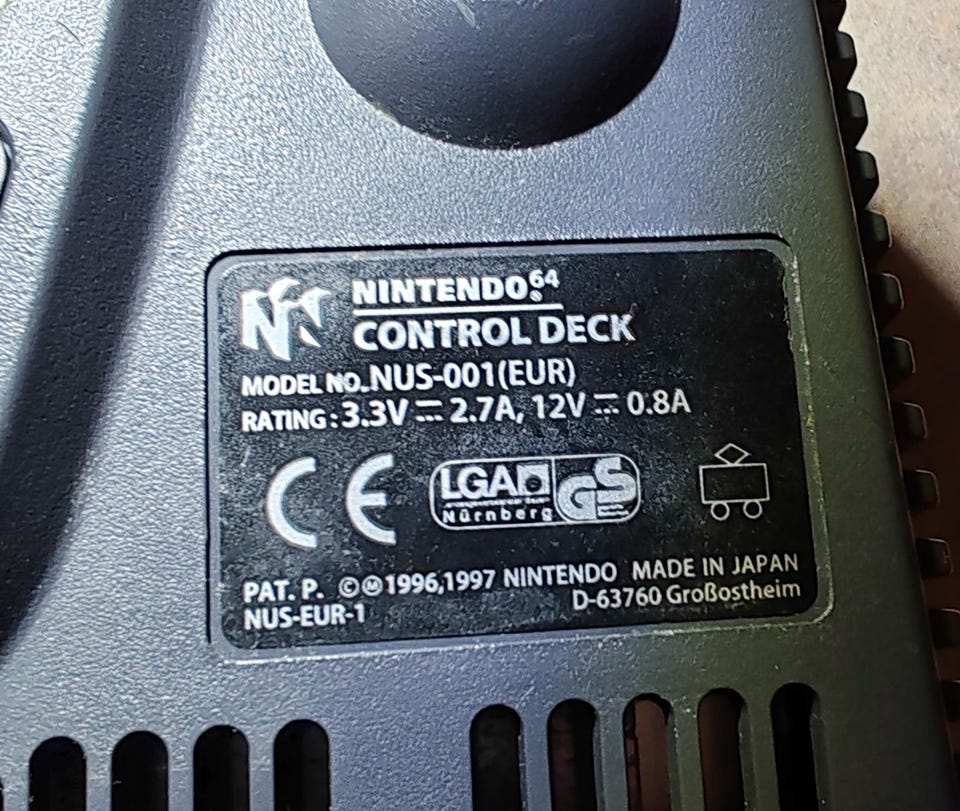 NINTENDO64®
CONTROL DECK
MODEL NO. NUS-001(EUR)
RATING: 3.3V ⎓ 2.7A, 12V ⎓ 0.8A
CE LGA GS
Nürnberg
PAT. P. ©Ⓜ1996,1997 NINTENDO MADE IN JAPAN
NUS-EUR-1 D-63760 Großostheim